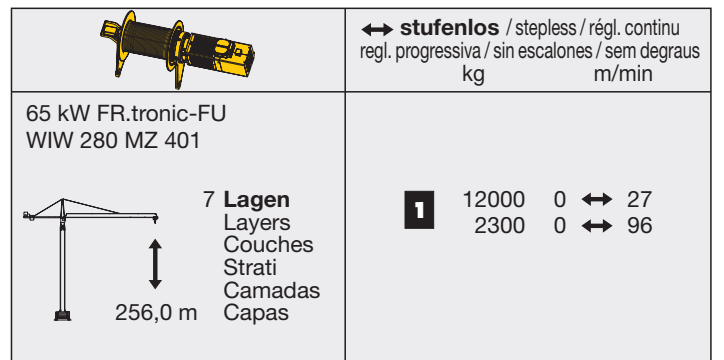 ↔ stufenlos / stepless / régl. continu
regl. progressiva / sin escalones / sem degraus
kg m/min
65 kW FR.tronic-FU
WIW 280 MZ 401
7 Lagen
Layers
Couches
Strati
Camadas
256,0 m Capas
1 12000 0 ↔ 27
2300 0 ↔ 96